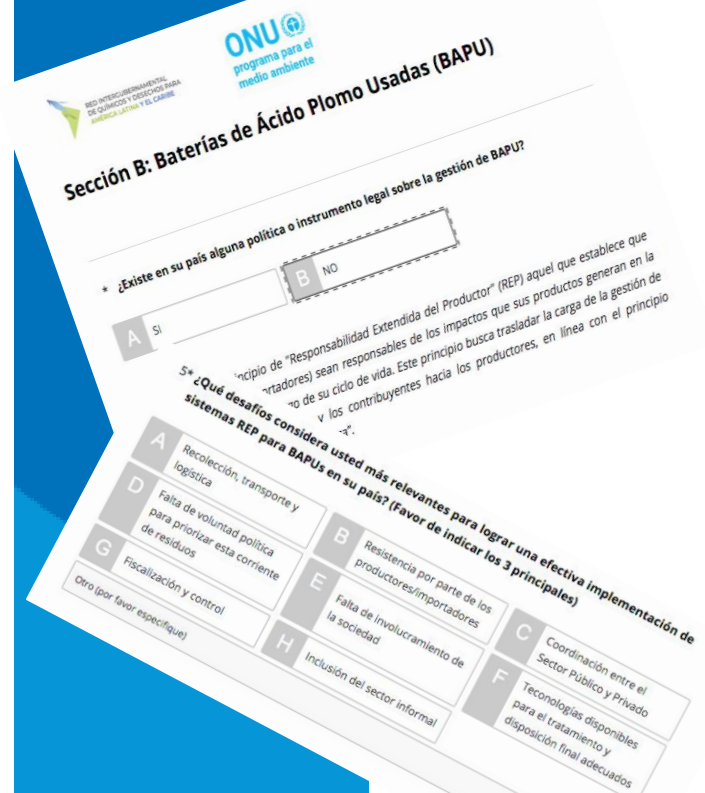 RED INTERGUBERNAMENTAL
DE QUÍMICOS Y DESECHOS PARA
AMÉRICA LATINA Y EL CARIBE
ONU
programa para el
medio ambiente
Sección B: Baterías de Ácido Plomo Usadas (BAPU)
* ¿Existe en su país alguna política o instrumento legal sobre la gestión de BAPU?
A SI
B NO
ncipio de "Responsabilidad Extendida del Productor" (REP) aquel que establece que
rtadores) sean responsables de los impactos que sus productos generan en la
go de su ciclo de vida. Este principio busca trasladar la carga de la gestión de
y los contribuyentes hacia los productores, en línea con el principio
a".
5* ¿Qué desafíos considera usted más relevantes para lograr una efectiva implementación de
sistemas REP para BAPUs en su país? (Favor de indicar los 3 principales)
A Recolección, transporte y
logística
B Resistencia por parte de los
productores/importadores
C Coordinación entre el
Sector Público y Privado
D Falta de voluntad política
para priorizar esta corriente
de residuos
E Falta de involucramiento de
la sociedad
F Teconologías disponibles
para el tratamiento y
disposición final adecuados
G Fiscalización y control
H Inclusión del sector informal
Otro (por favor especifique)